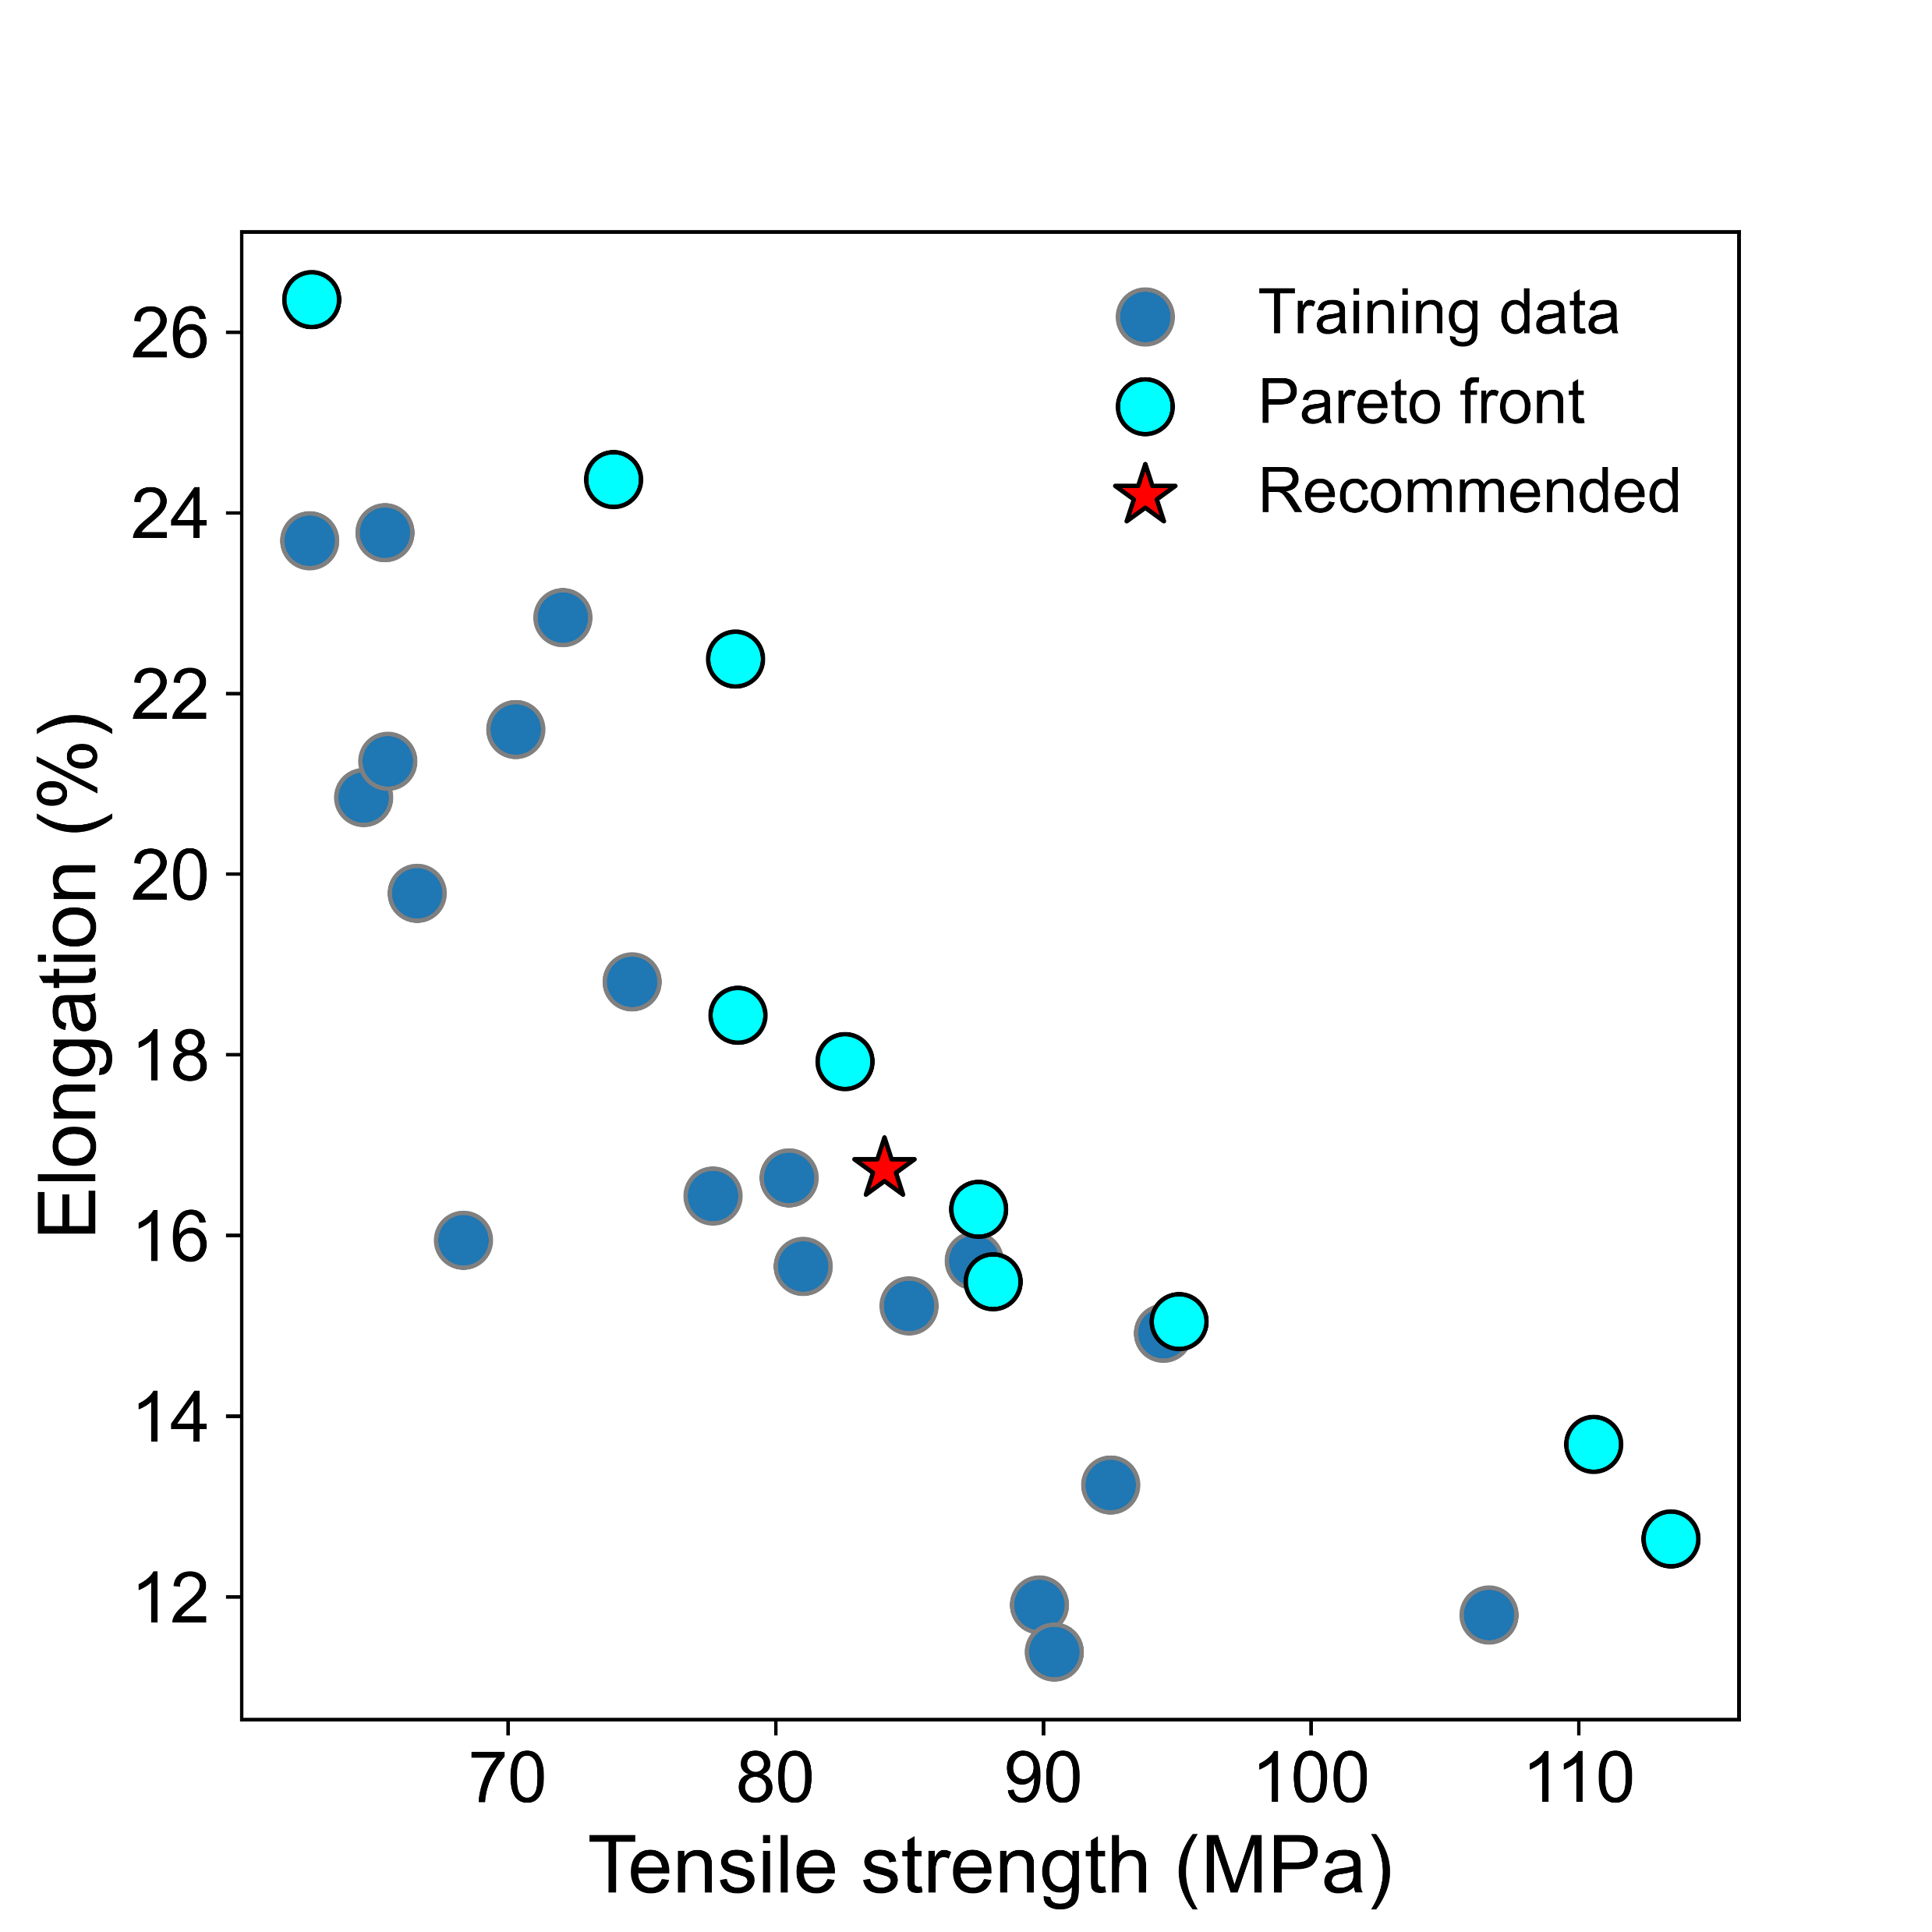 Training data
Pareto front
Recommended
Elongation (%)
26
24
22
20
18
16
14
12
70 80 90 100 110
Tensile strength (MPa)